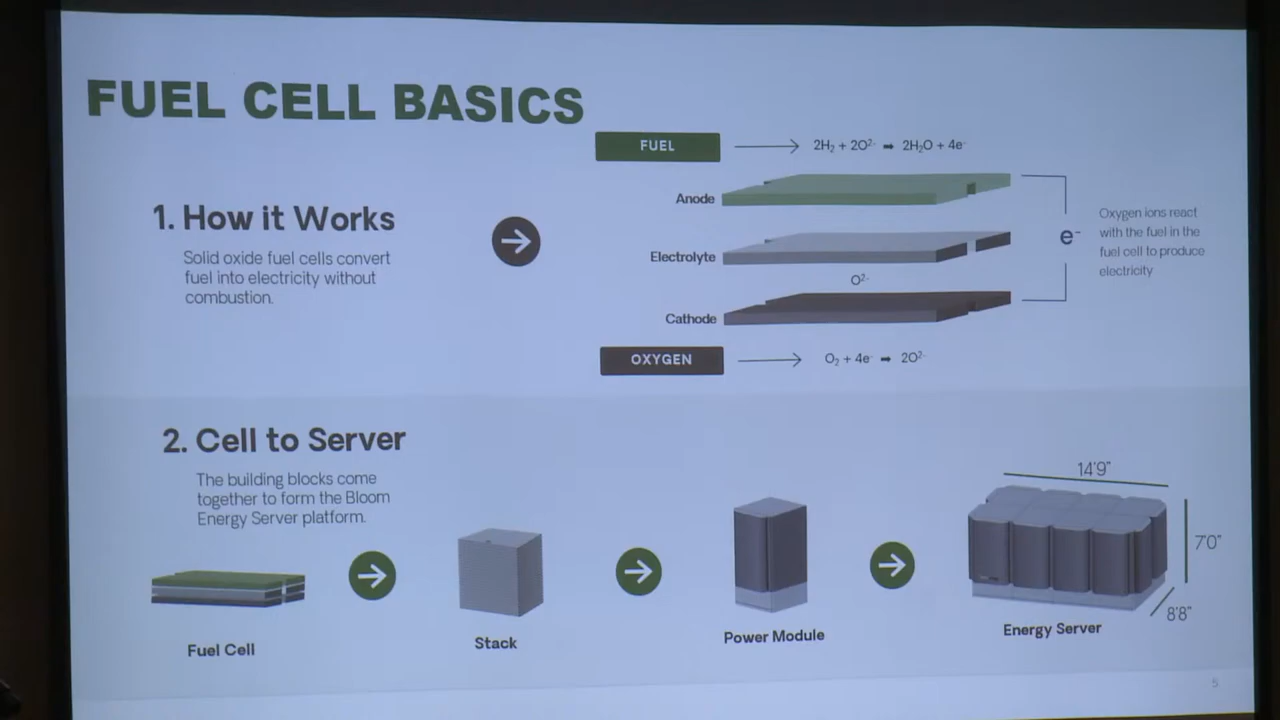 FUEL CELL BASICS
FUEL
2H₂ + 2O²⁻ ➡ 2H₂O + 4e⁻
1. How it Works
Solid oxide fuel cells convert
fuel into electricity without
combustion.
Anode
Electrolyte
O²⁻
Cathode
e⁻
Oxygen ions react
with the fuel in the
fuel cell to produce
electricity
OXYGEN
O₂ + 4e⁻ ➡ 2O²⁻
2. Cell to Server
The building blocks come
together to form the Bloom
Energy Server platform.
Fuel Cell
Stack
Power Module
14'9"
7'0"
8'8"
Energy Server
5